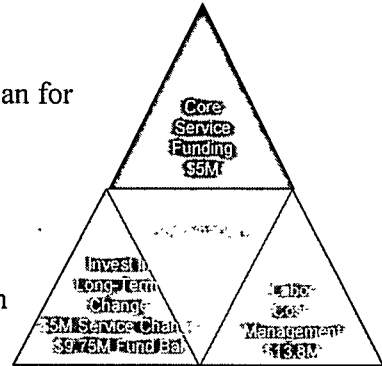 an for
Core
Service
Funding
$5M
Invest In
Long-Term
Change
$5M Service Chan
$9.75M Fund Bal
Labor
Cost
Management
$13.8M